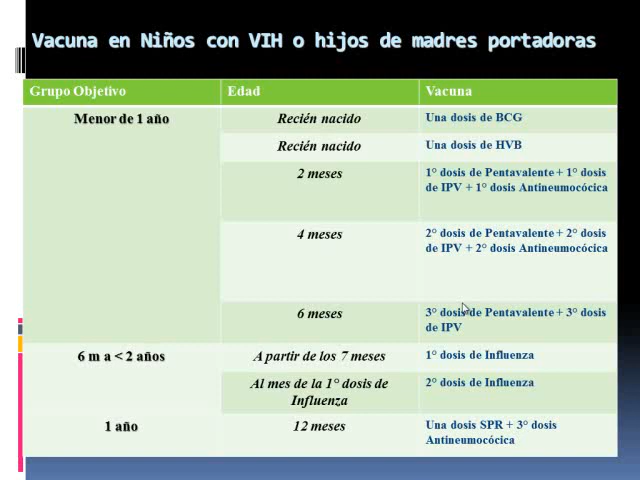 Vacuna en Niños con VIH o hijos de madres portadoras
Grupo Objetivo Edad Vacuna
Menor de 1 año Recién nacido Una dosis de BCG
Recién nacido Una dosis de HVB
2 meses 1° dosis de Pentavalente + 1° dosis
de IPV + 1° dosis Antineumocócica
4 meses 2° dosis de Pentavalente + 2° dosis
de IPV + 2° dosis Antineumocócica
6 meses 3° dosis de Pentavalente + 3° dosis
de IPV
6 m a < 2 años A partir de los 7 meses 1° dosis de Influenza
Al mes de la 1° dosis de 2° dosis de Influenza
Influenza
1 año 12 meses Una dosis SPR + 3° dosis
Antineumocócica